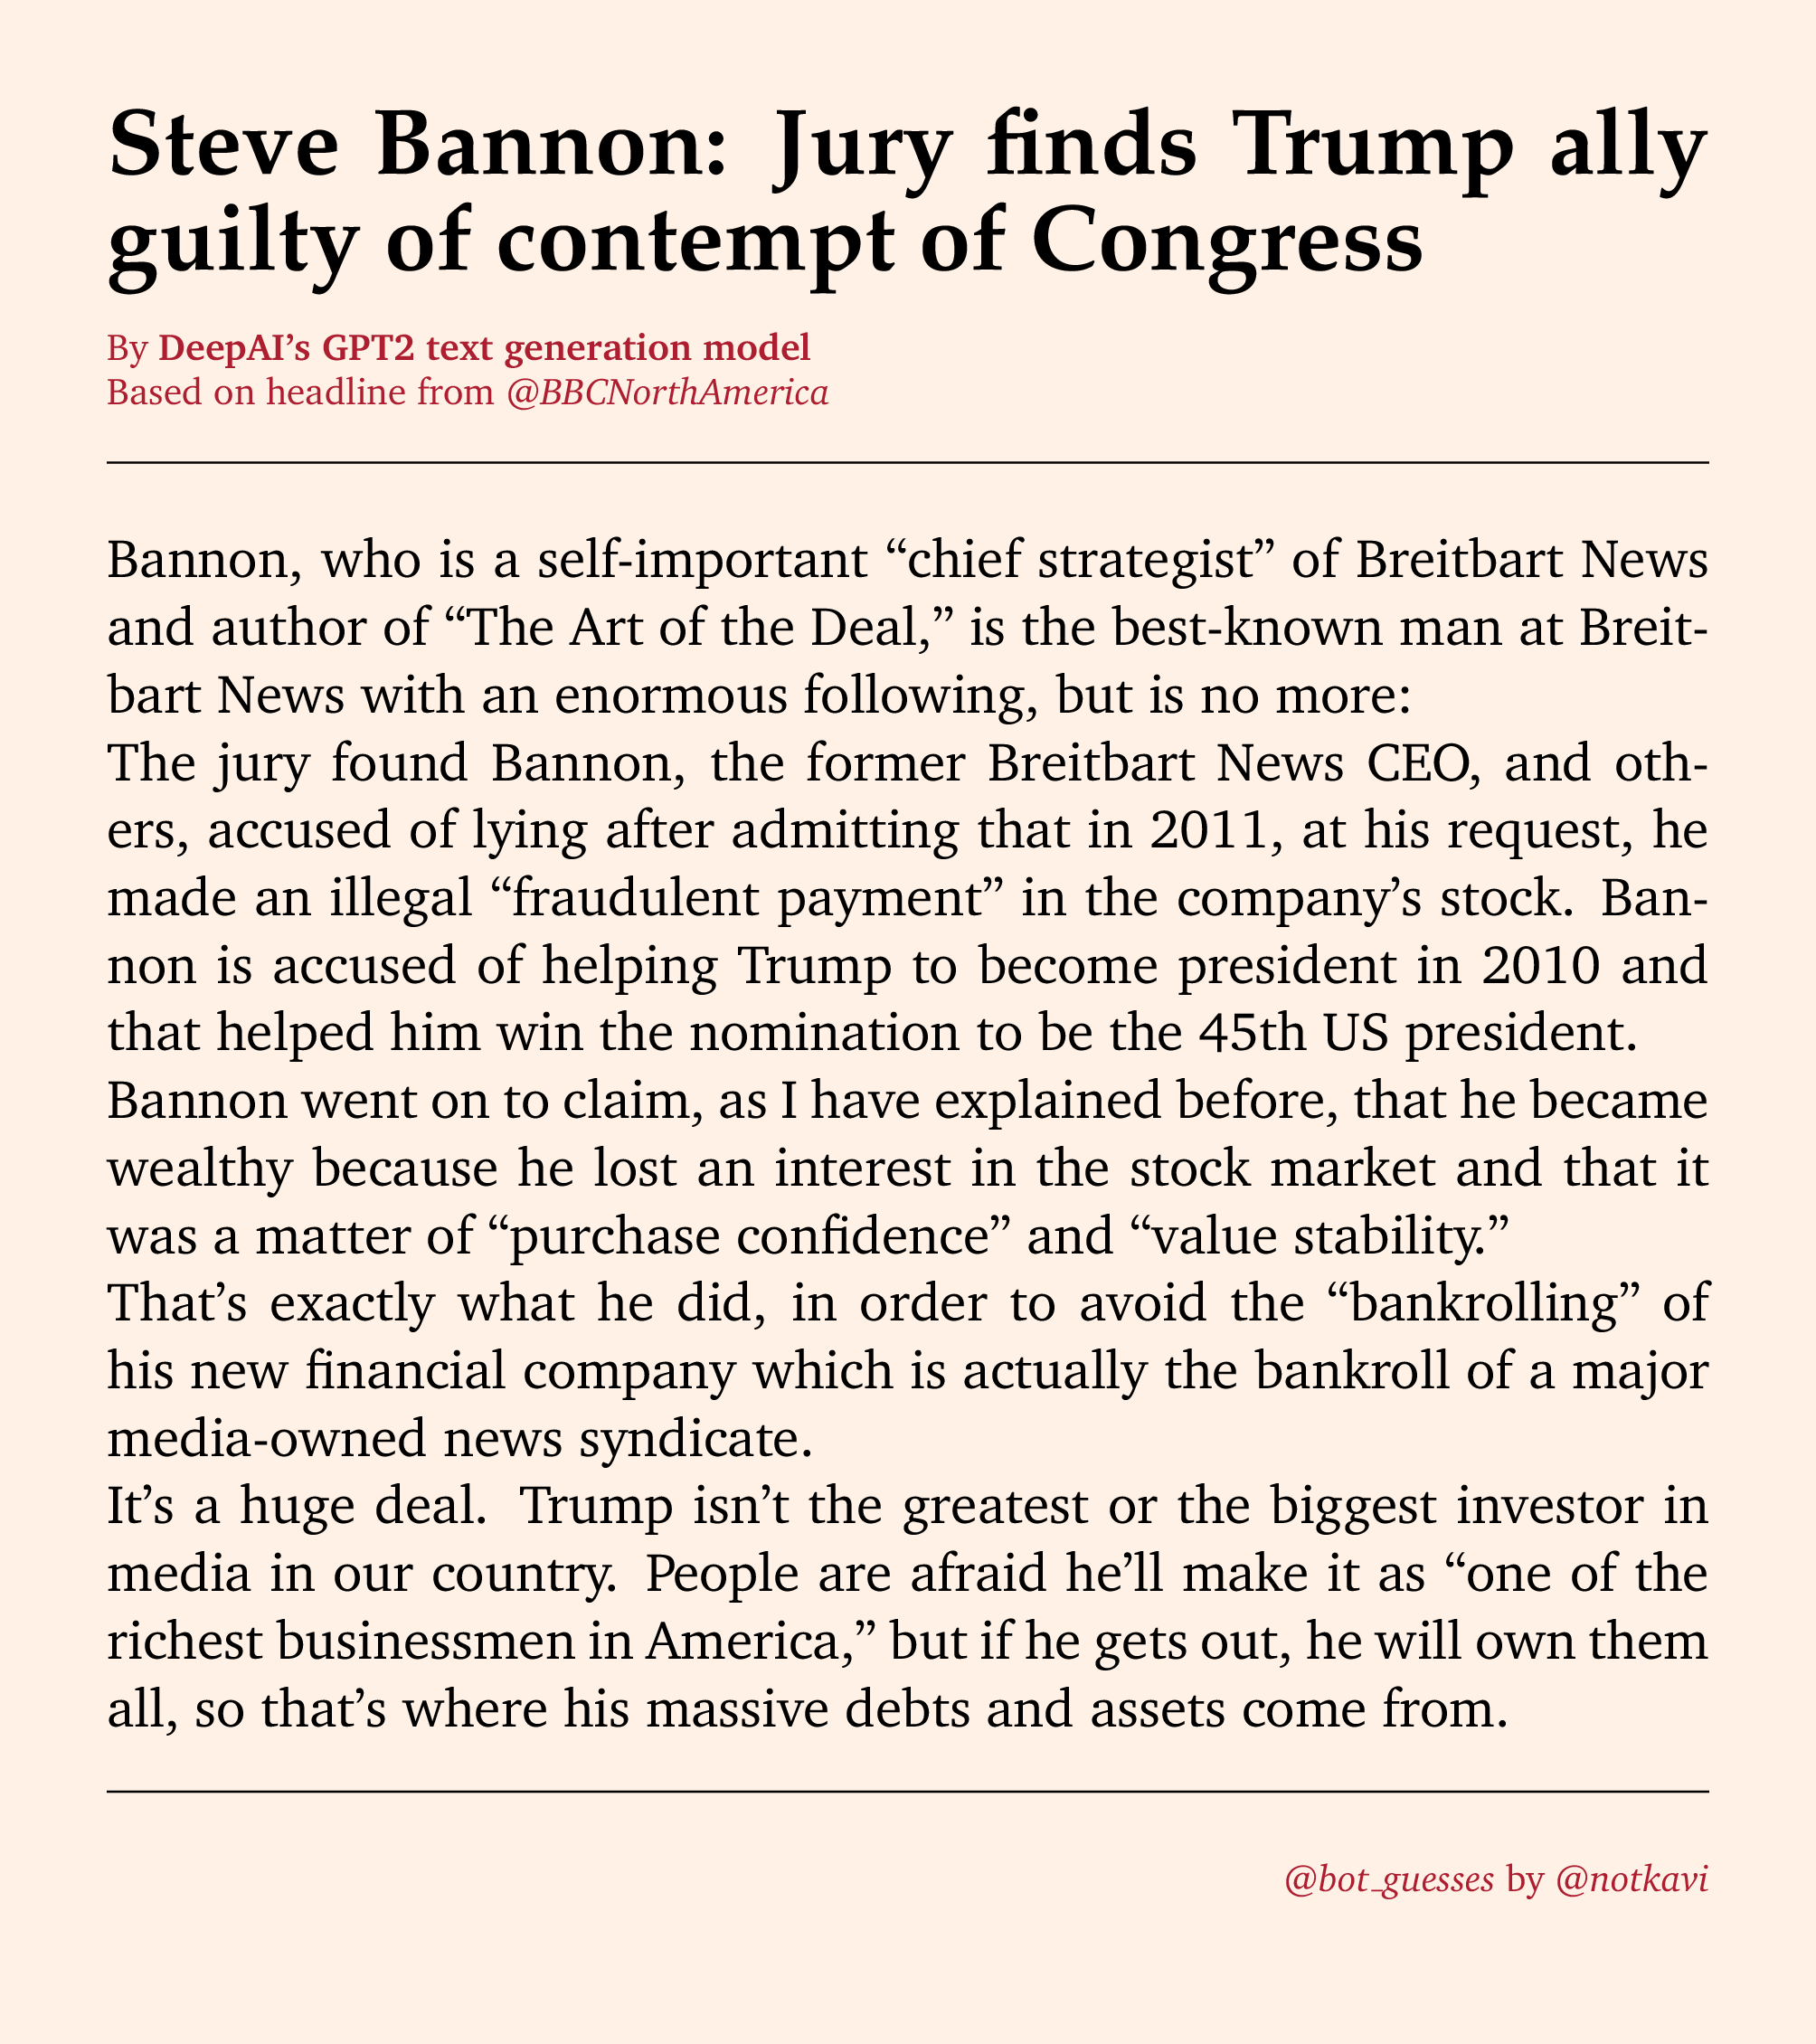 Steve Bannon: Jury finds Trump ally
guilty of contempt of Congress
By DeepAI’s GPT2 text generation model
Based on headline from @BBCNorthAmerica
Bannon, who is a self-important “chief strategist” of Breitbart News
and author of “The Art of the Deal,” is the best-known man at Breit-
bart News with an enormous following, but is no more:
The jury found Bannon, the former Breitbart News CEO, and oth-
ers, accused of lying after admitting that in 2011, at his request, he
made an illegal “fraudulent payment” in the company’s stock. Ban-
non is accused of helping Trump to become president in 2010 and
that helped him win the nomination to be the 45th US president.
Bannon went on to claim, as I have explained before, that he became
wealthy because he lost an interest in the stock market and that it
was a matter of “purchase confidence” and “value stability.”
That’s exactly what he did, in order to avoid the “bankrolling” of
his new financial company which is actually the bankroll of a major
media-owned news syndicate.
It’s a huge deal. Trump isn’t the greatest or the biggest investor in
media in our country. People are afraid he’ll make it as “one of the
richest businessmen in America,” but if he gets out, he will own them
all, so that’s where his massive debts and assets come from.
@bot_guesses by @notkavi